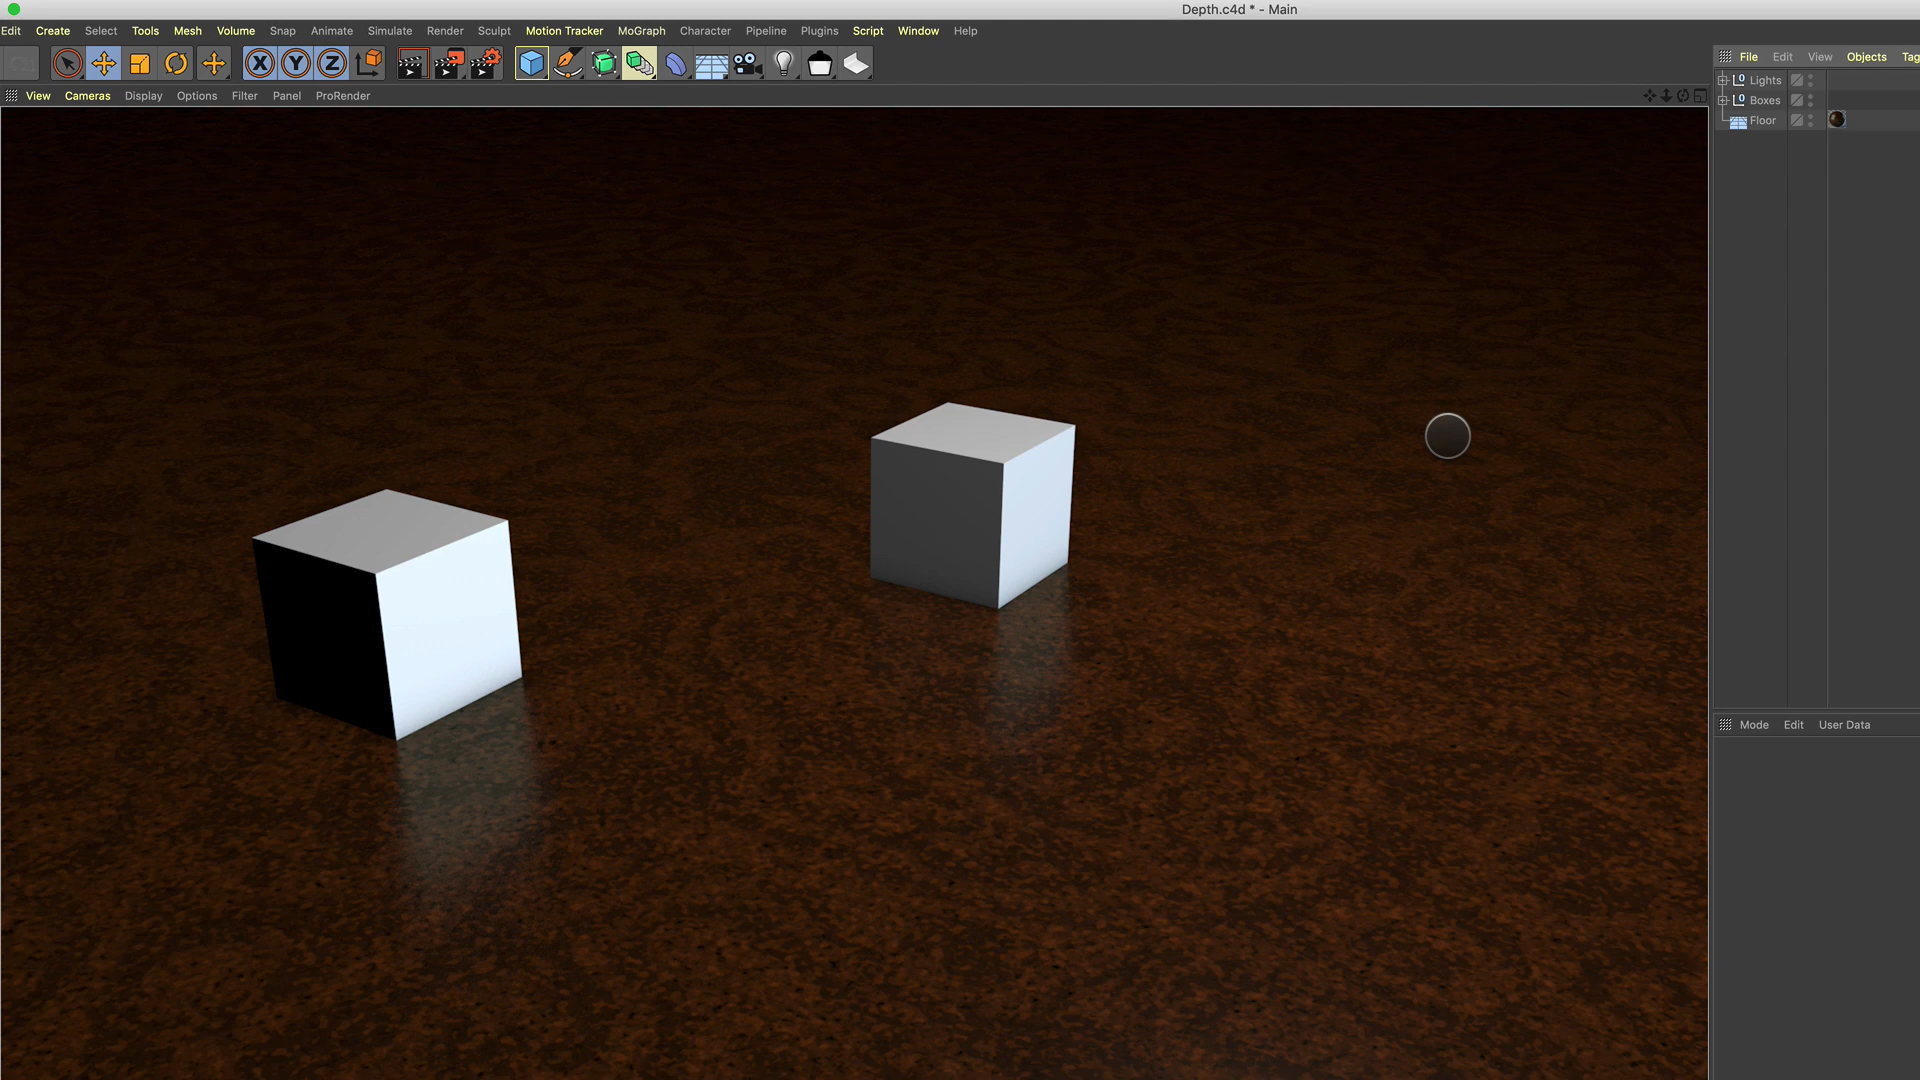 Depth.c4d * - Main
Edit Create Select Tools Mesh Volume Snap Animate Simulate Render Sculpt Motion Tracker MoGraph Character Pipeline Plugins Script Window Help
X Y Z
File Edit View Objects Tag
View Cameras Display Options Filter Panel ProRender
0 Lights
0 Boxes
Floor
Mode Edit User Data